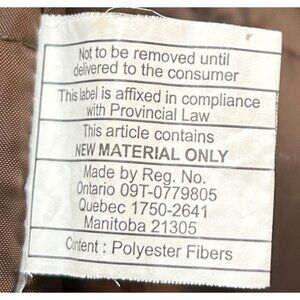 Not to be removed until
delivered to the consumer
This label is affixed in compliance
with Provincial Law
This article contains
NEW MATERIAL ONLY
Made by Reg. No.
Ontario 09T-0779805
Quebec 1750-2641
Manitoba 21305
Content : Polyester Fibers